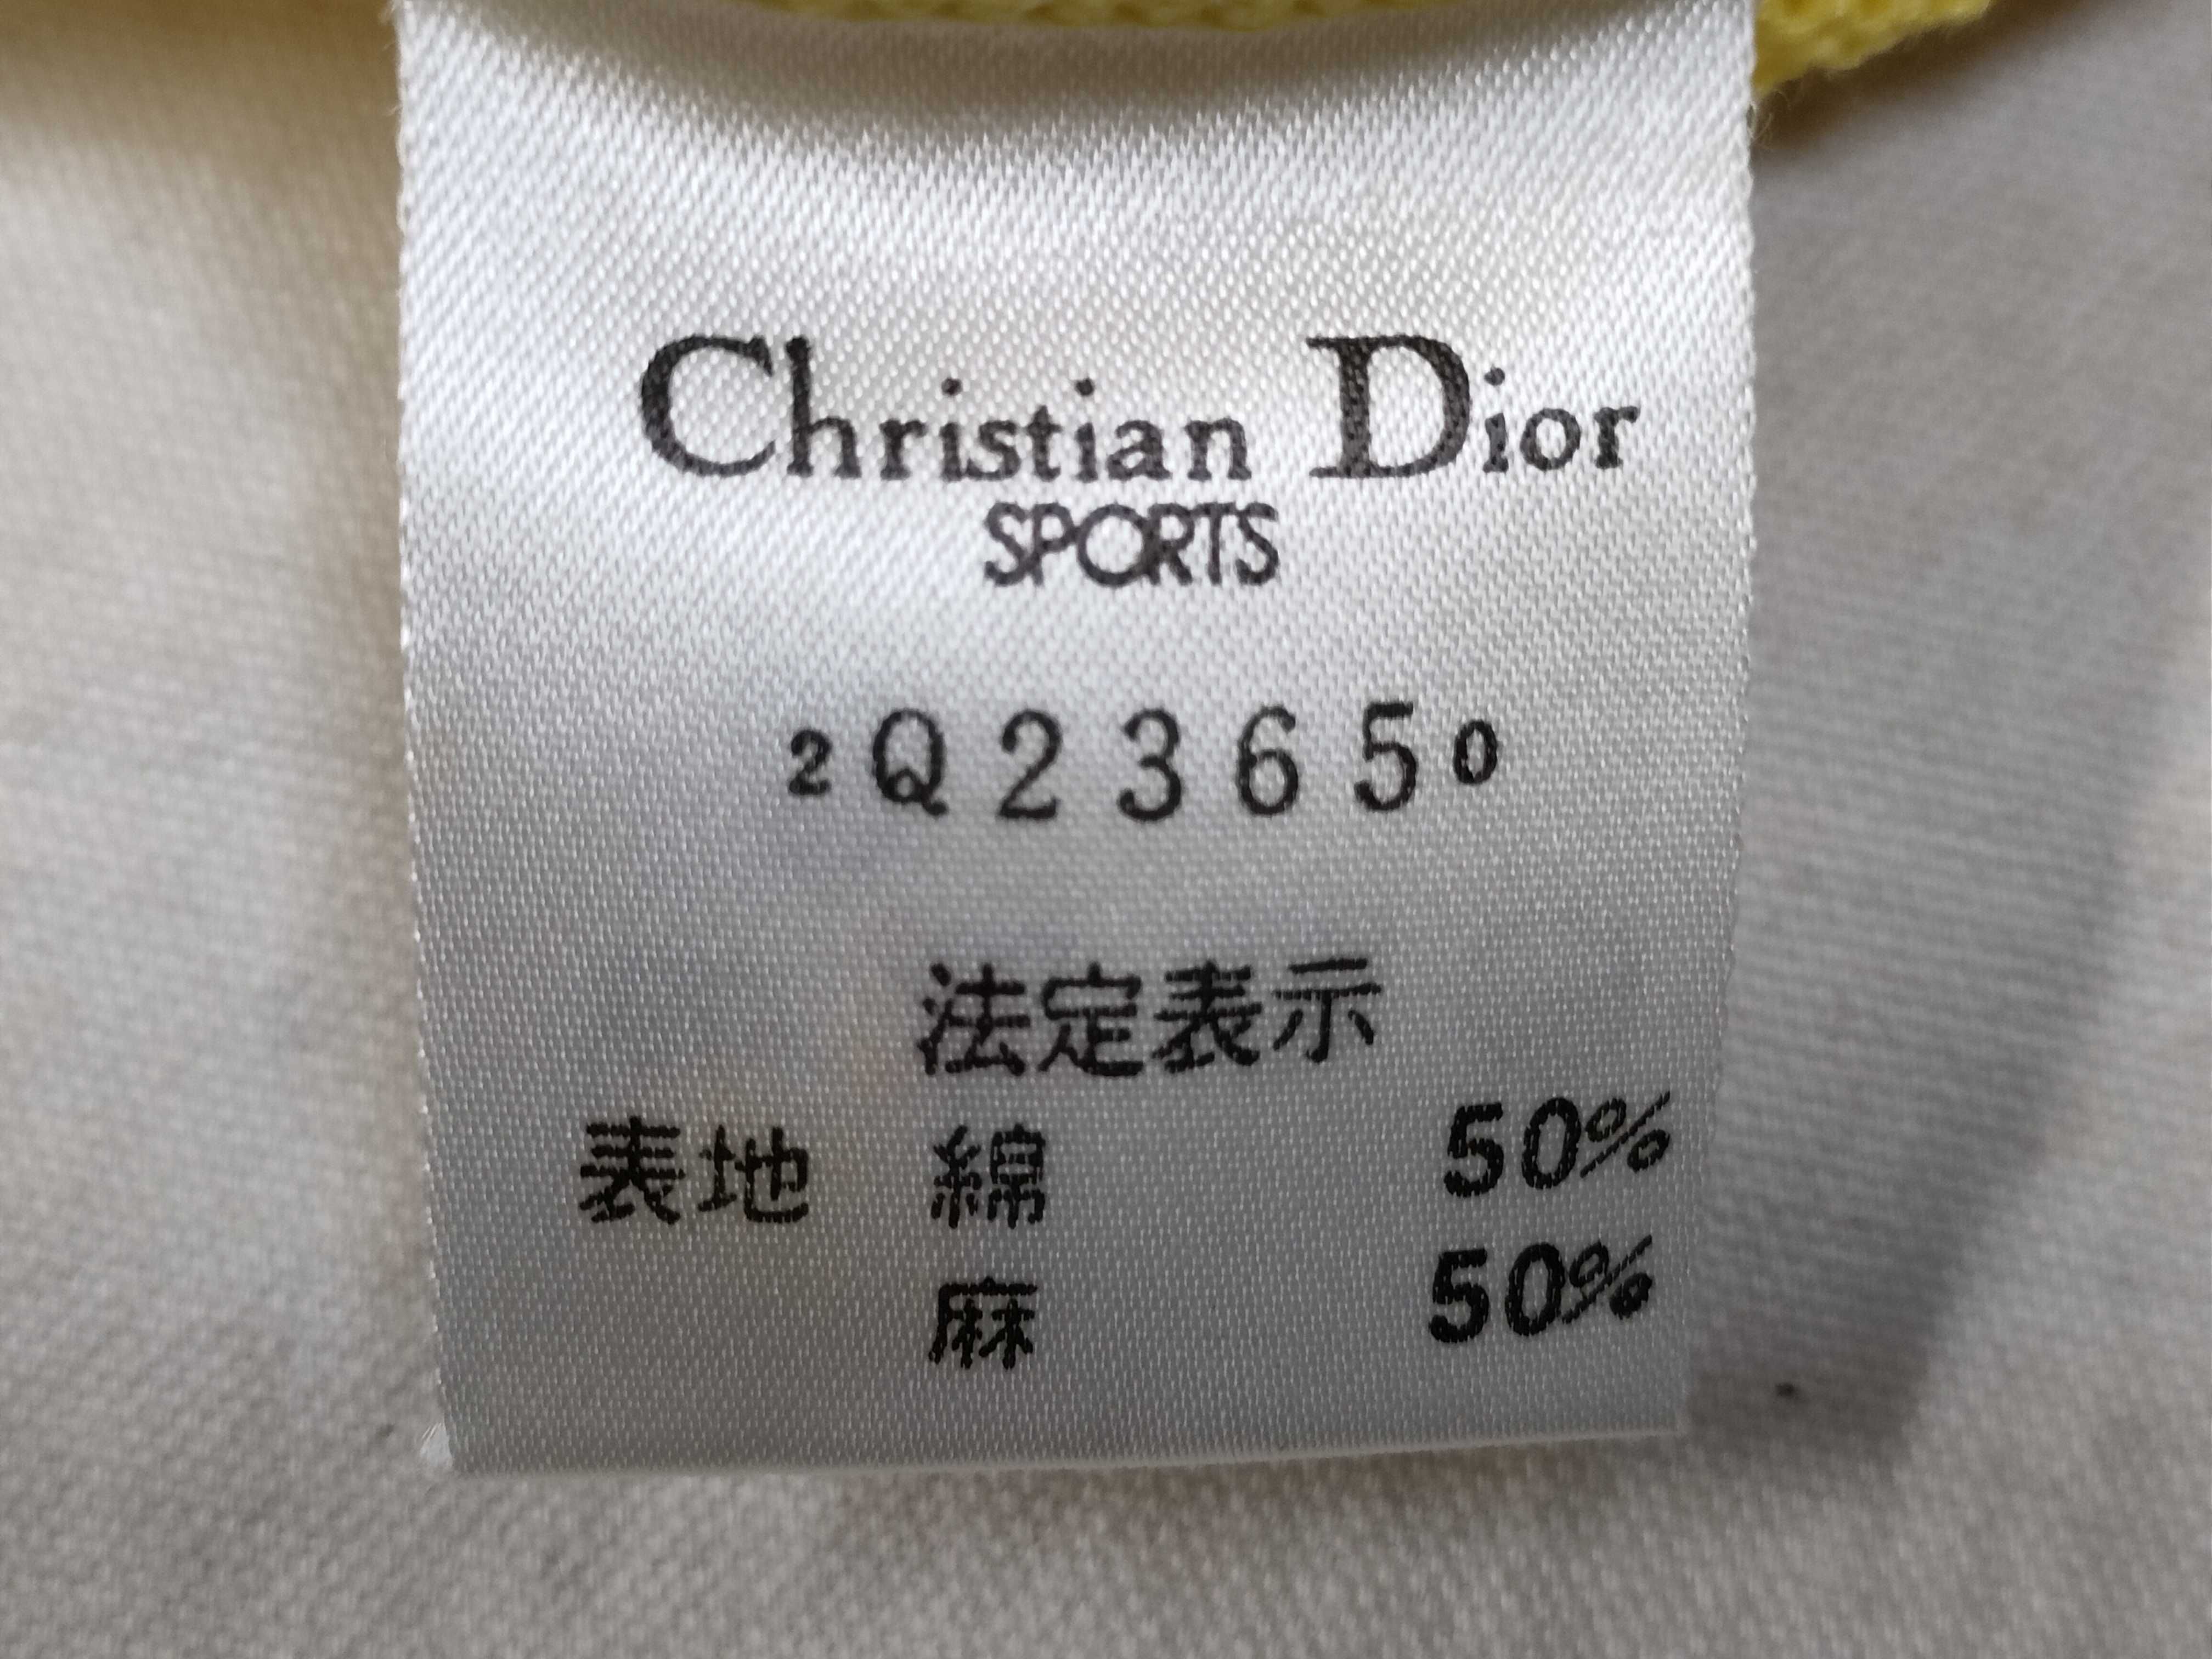 Christian Dior
SPORTS
2Q23650
法定表示
表地 綿 50%
麻 50%